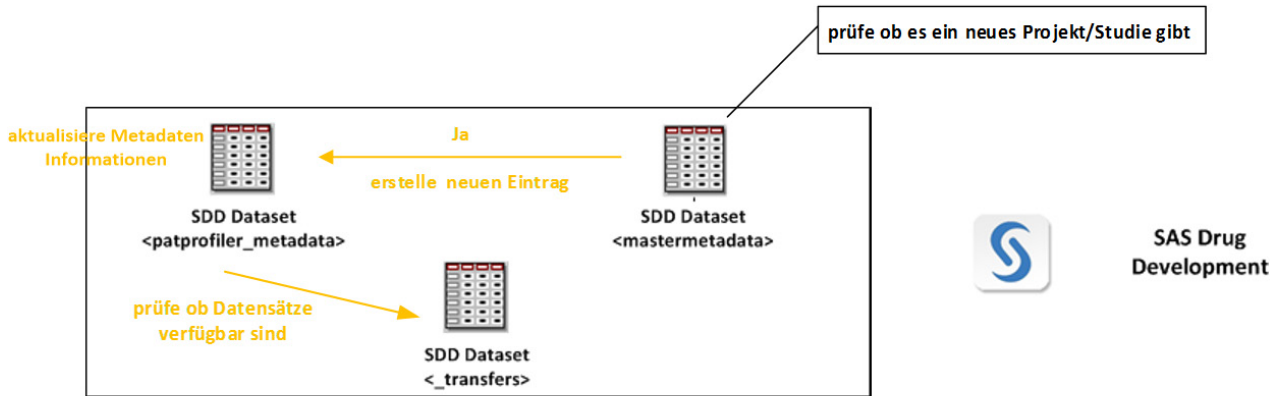 prüfe ob es ein neues Projekt/Studie gibt
aktualisiere Metadaten
Informationen
Ja
erstelle neuen Eintrag
SDD Dataset
<patprofiler_metadata>
SDD Dataset
<mastermetadata>
SAS Drug
Development
prüfe ob Datensätze
verfügbar sind
SDD Dataset
<_transfers>